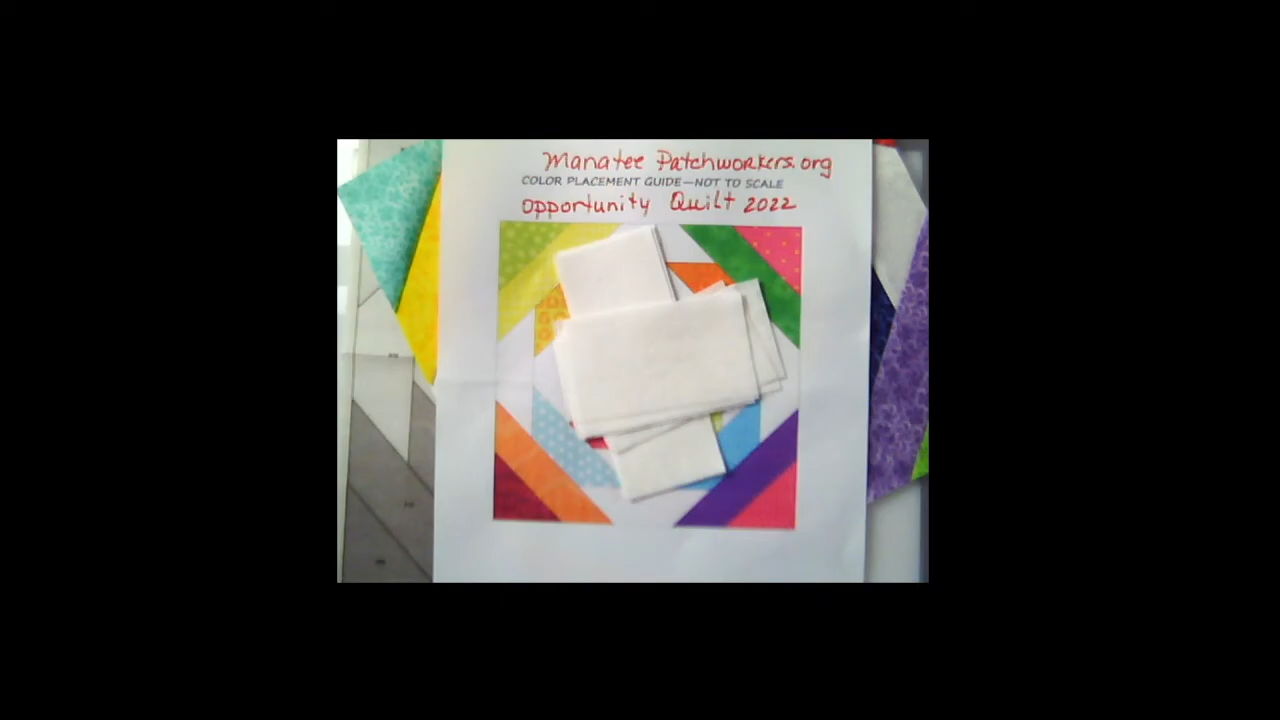 Manatee Patchworkers.org
COLOR PLACEMENT GUIDE—NOT TO SCALE
Opportunity Quilt 2022